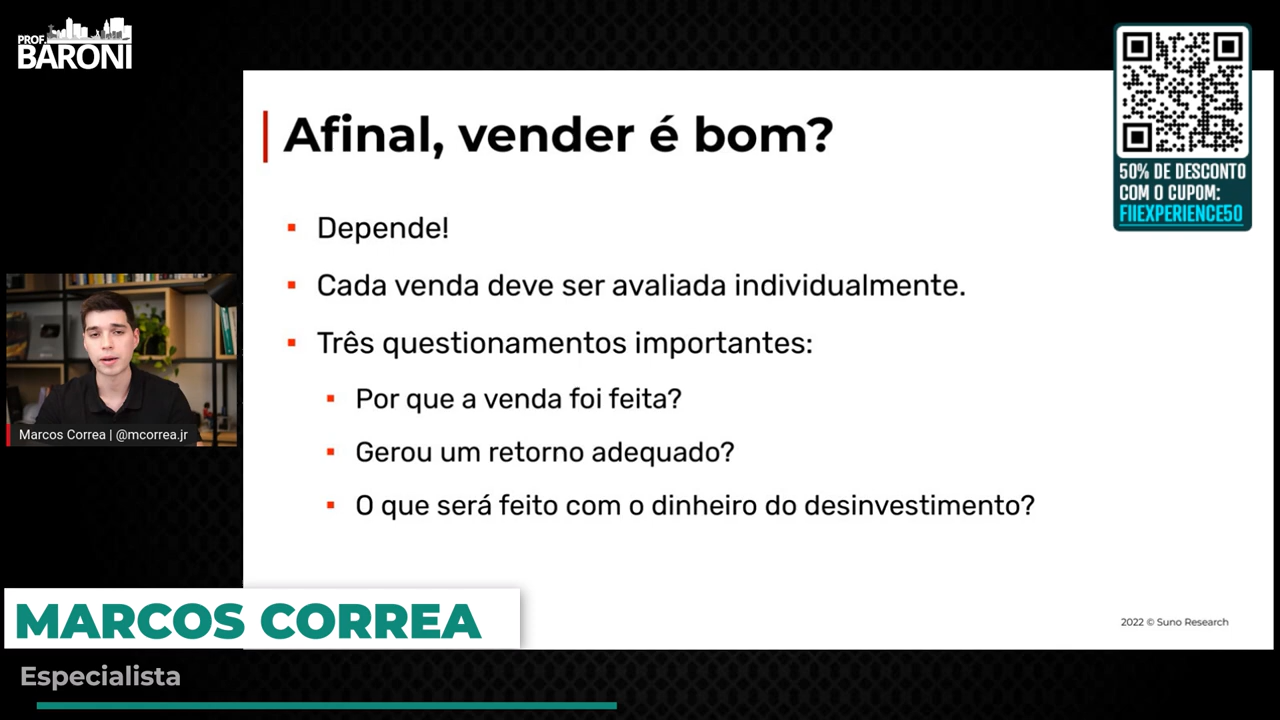 PROF.
BARONI
Afinal, vender é bom?
Depende!
Cada venda deve ser avaliada individualmente.
Três questionamentos importantes:
Por que a venda foi feita?
Gerou um retorno adequado?
O que será feito com o dinheiro do desinvestimento?
50% DE DESCONTO
COM O CUPOM:
FIIEXPERIENCE50
Marcos Correa | @mcorrea.jr
MARCOS CORREA
Especialista
2022 © Suno Research